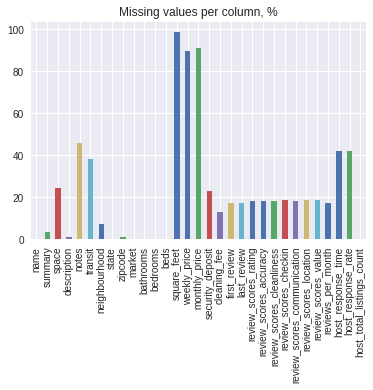 Missing values per column, %
100
80
60
40
20
0
name
summary
space
description
notes
transit
neighbourhood
state
zipcode
market
bathrooms
bedrooms
beds
square_feet
weekly_price
monthly_price
security_deposit
cleaning_fee
first_review
last_review
review_scores_rating
review_scores_accuracy
review_scores_cleanliness
review_scores_checkin
review_scores_communication
review_scores_location
review_scores_value
reviews_per_month
host_response_time
host_response_rate
host_total_listings_count